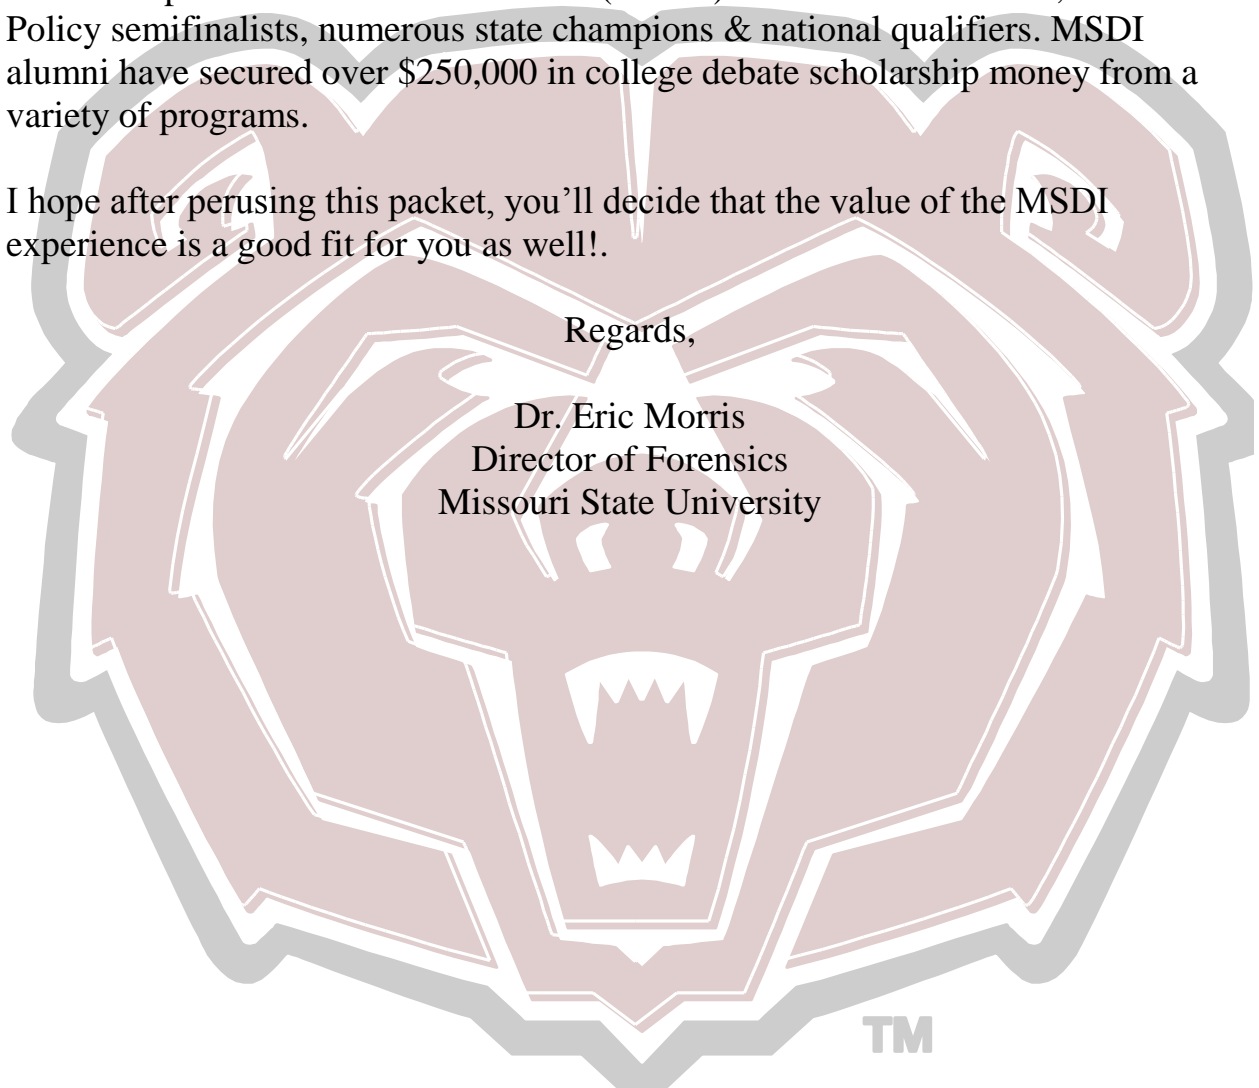 Policy semifinalists, numerous state champions & national qualifiers. MSDI
alumni have secured over $250,000 in college debate scholarship money from a
variety of programs.
I hope after perusing this packet, you’ll decide that the value of the MSDI
experience is a good fit for you as well!.
Regards,
Dr. Eric Morris
Director of Forensics
Missouri State University
TM